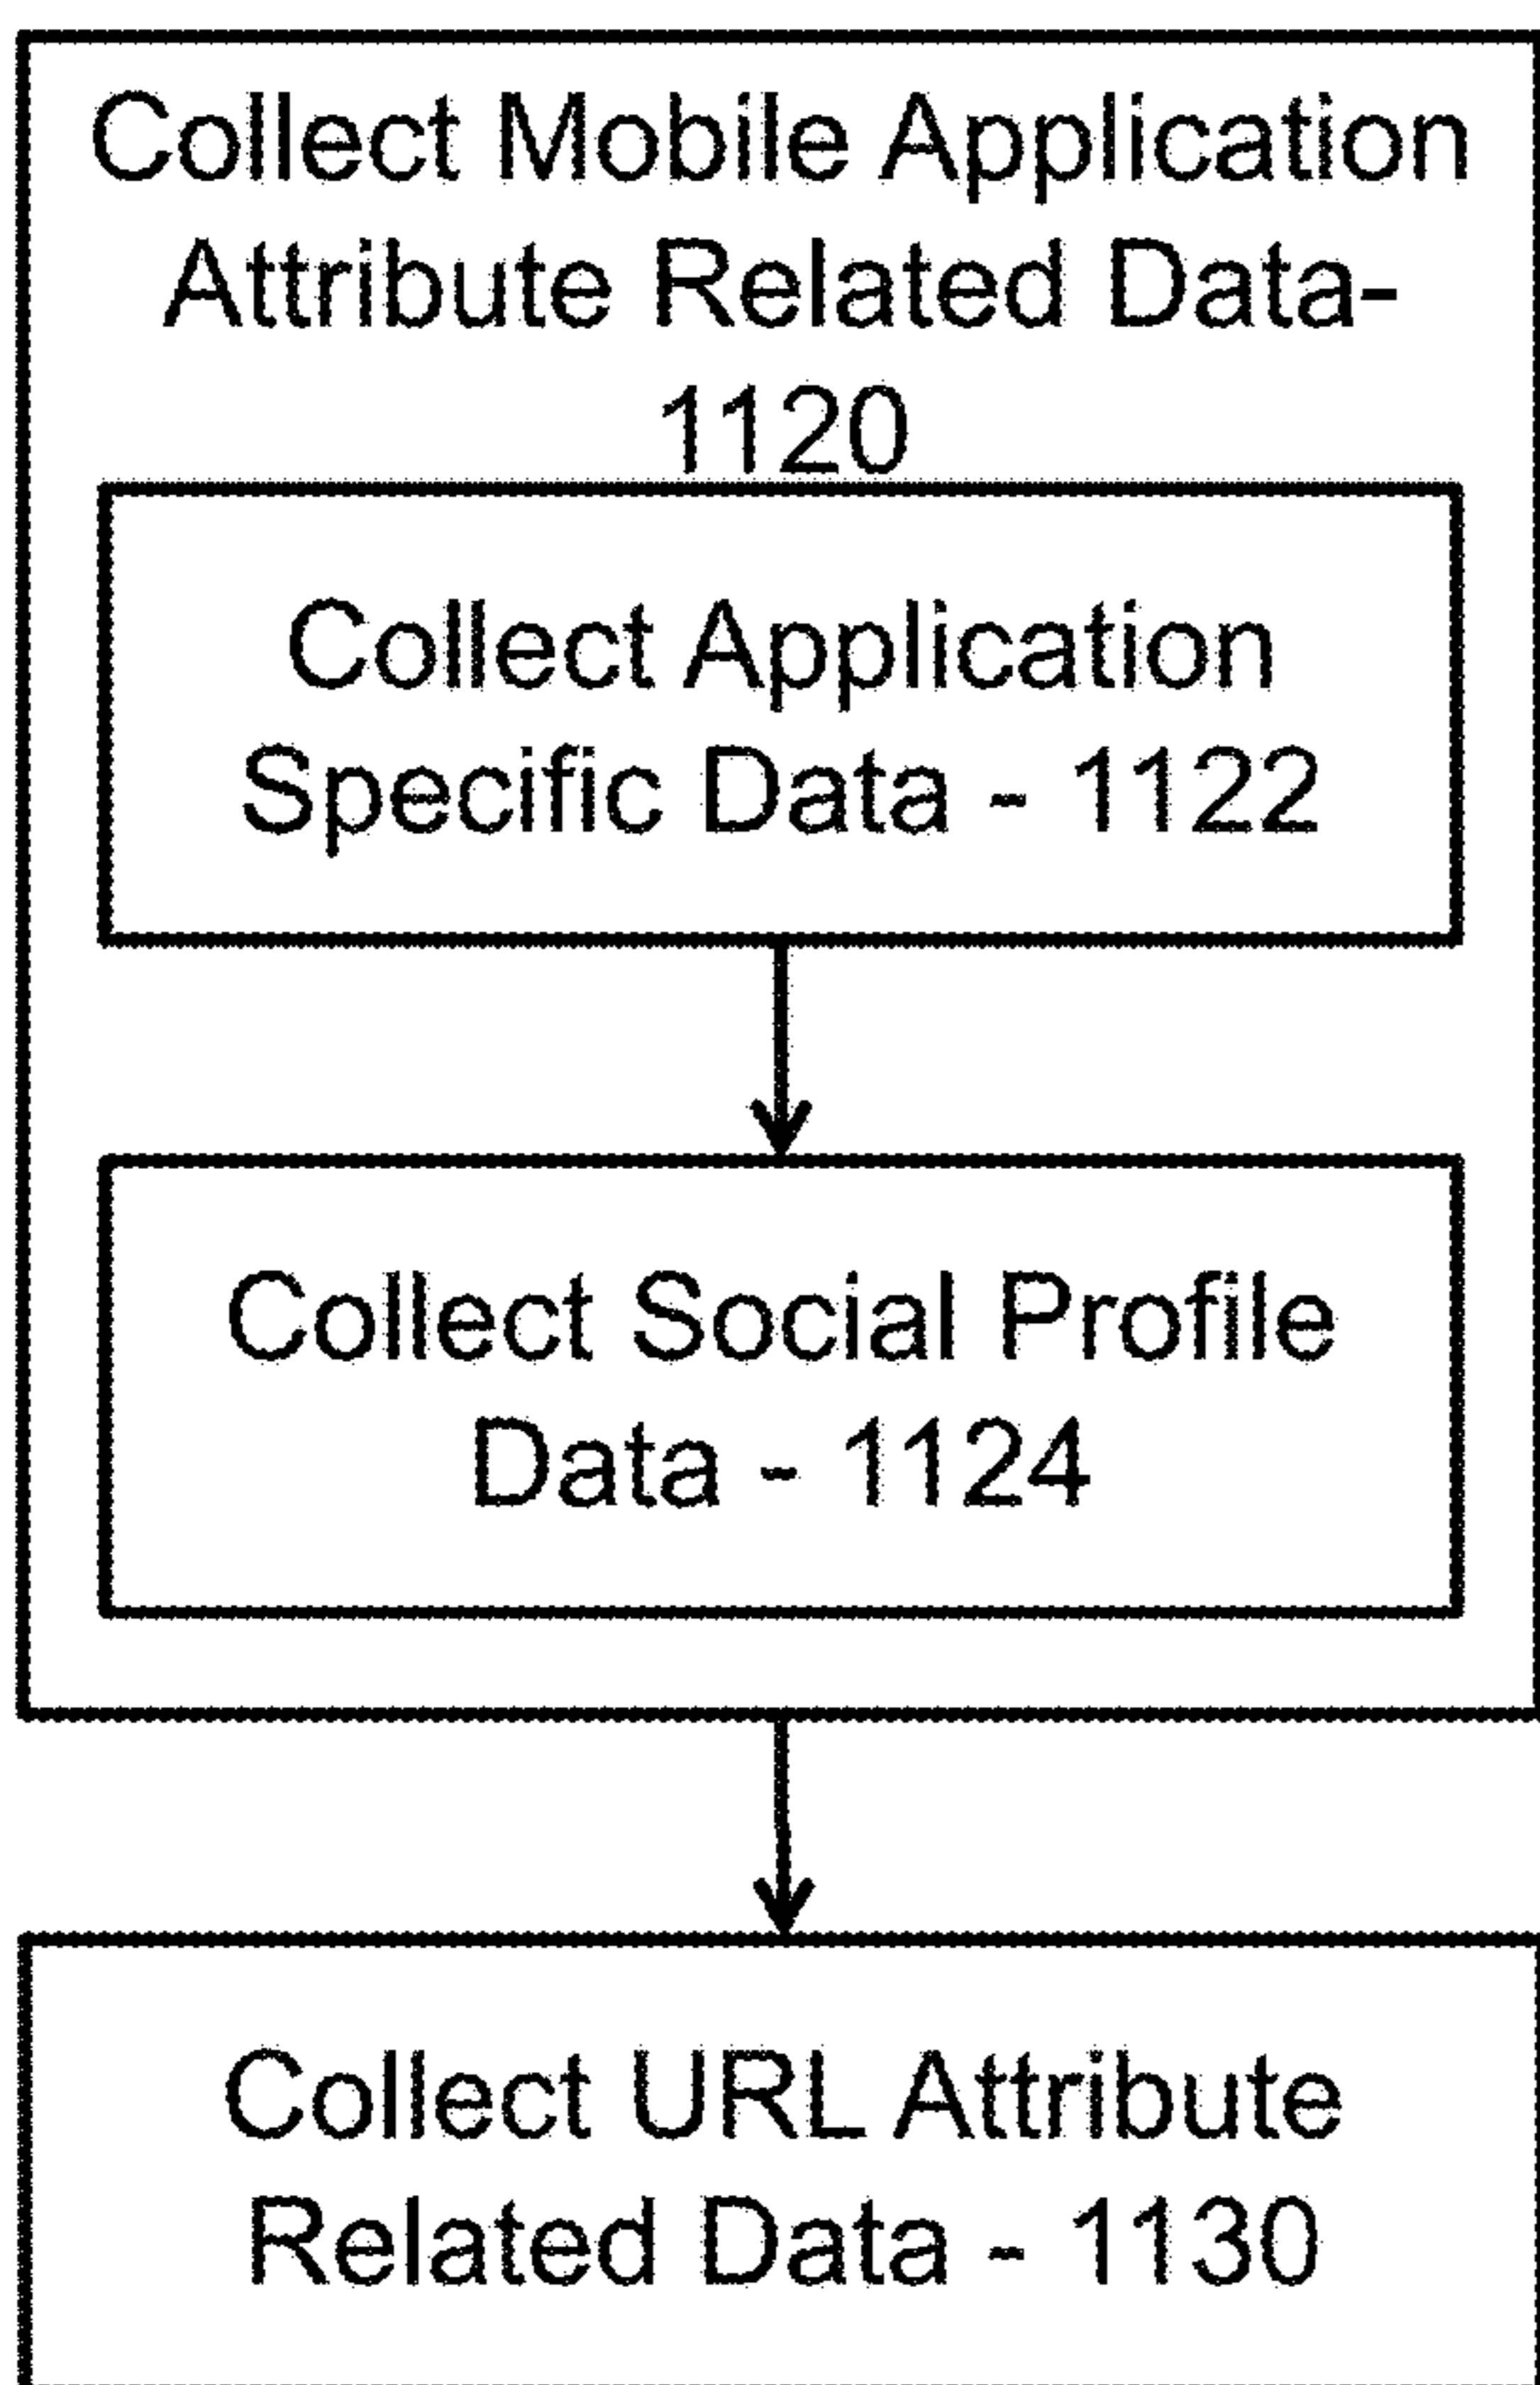 Collect Mobile Application
Attribute Related Data-
1120
Collect Application
Specific Data - 1122
Collect Social Profile
Data - 1124
Collect URL Attribute
Related Data - 1130